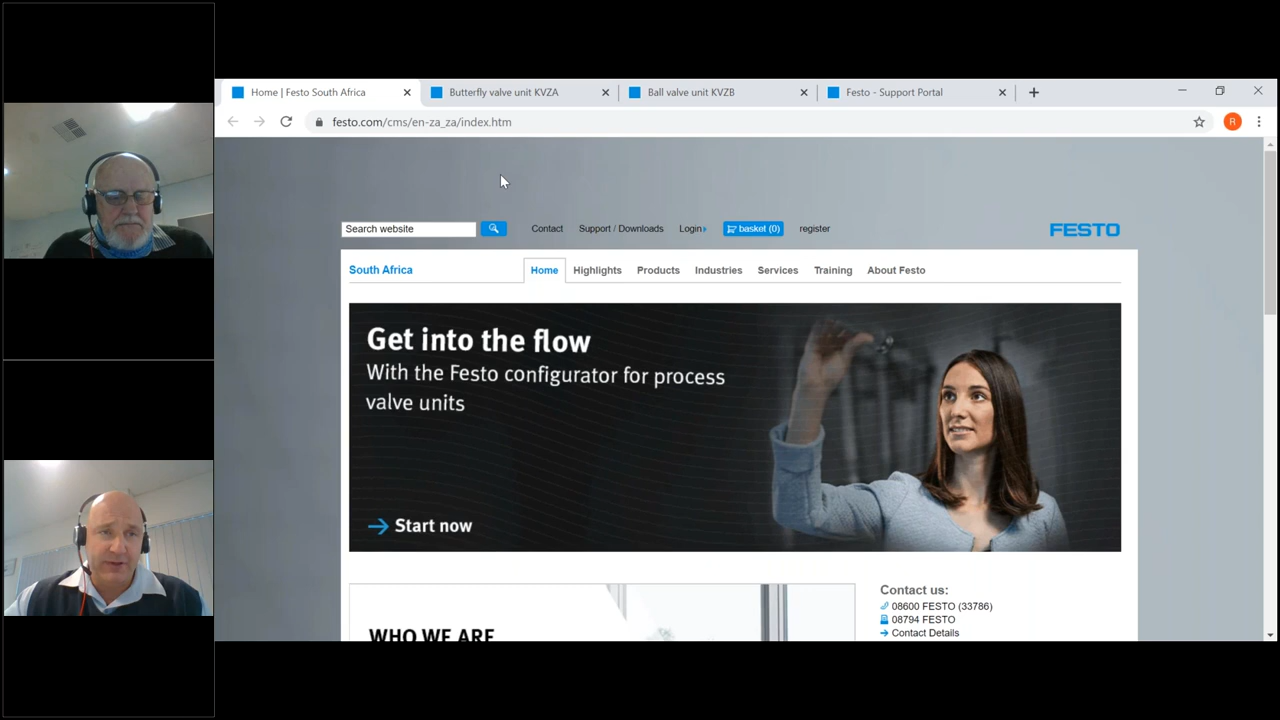 Home | Festo South Africa
Butterfly valve unit KVZA
Ball valve unit KVZB
Festo - Support Portal
festo.com/cms/en-za_za/index.htm
R
Search website
Contact
Support / Downloads
Login
basket (0)
register
FESTO
South Africa
Home
Highlights
Products
Industries
Services
Training
About Festo
Get into the flow
With the Festo configurator for process
valve units
Start now
WHO WE ARE
Contact us:
08600 FESTO (33786)
08794 FESTO
Contact Details